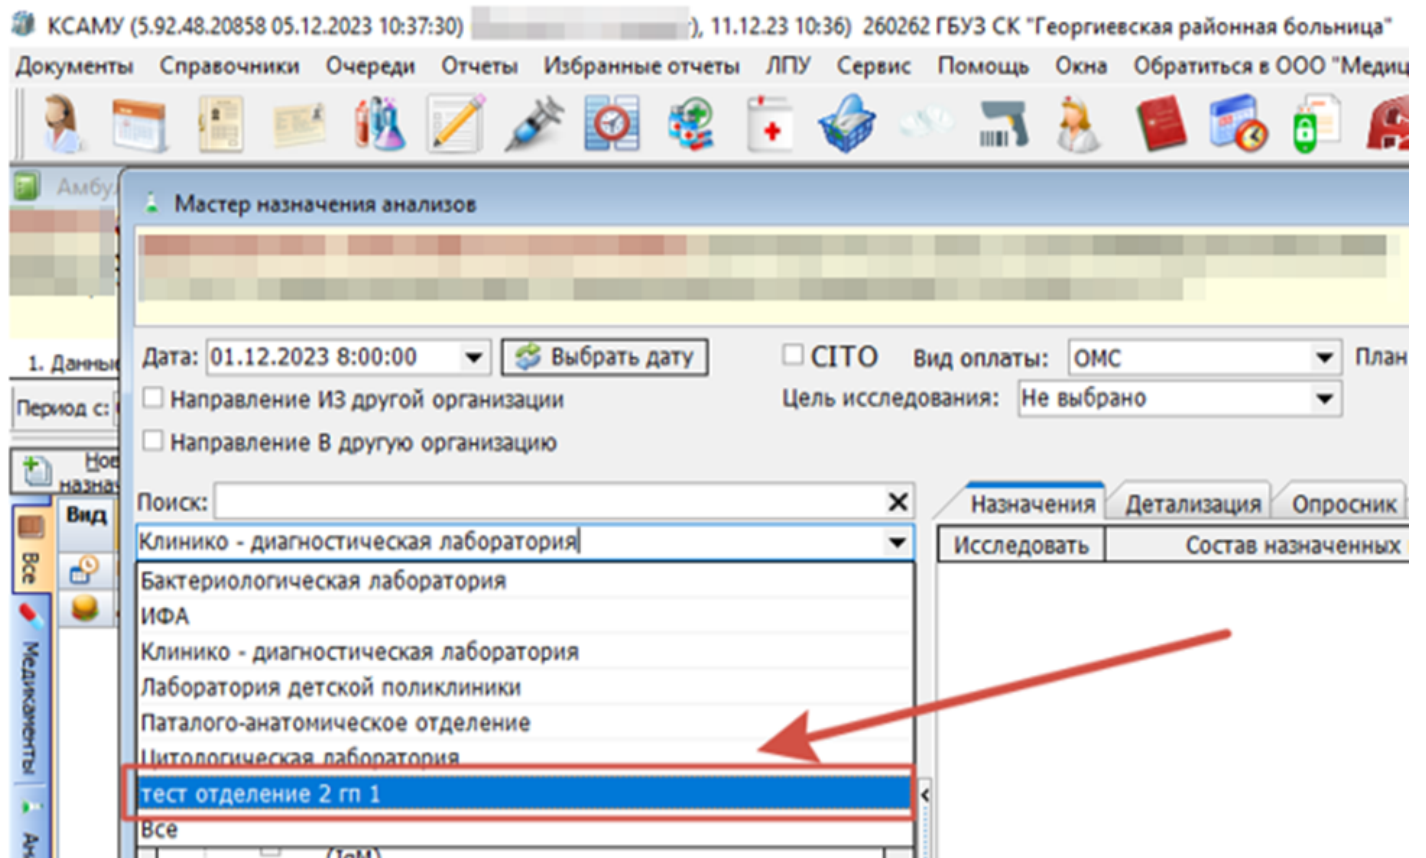 КСАМУ (5.92.48.20858 05.12.2023 10:37:30) ), 11.12.23 10:36) 260262 ГБУЗ СК "Георгиевская районная больница"
Документы Справочники Очереди Отчеты Избранные отчеты ЛПУ Сервис Помощь Окна Обратиться в ООО "Медиц
Амбу
Мастер назначения анализов
1. Данные
Дата: 01.12.2023 8:00:00 Выбрать дату CITO Вид оплаты: ОМС План
Период с: Направление ИЗ другой организации Цель исследования: Не выбрано
Направление В другую организацию
Нов
назнач
Поиск: Назначения Детализация Опросник
Вид
Клинико - диагностическая лаборатория Исследовать Состав назначенных
Все
Бактериологическая лаборатория
ИФА
Клинико - диагностическая лаборатория
Медикаменты
Лаборатория детской поликлиники
Паталого-анатомическое отделение
Цитологическая лаборатория
тест отделение 2 гп 1
Все
Ан
(IgM)